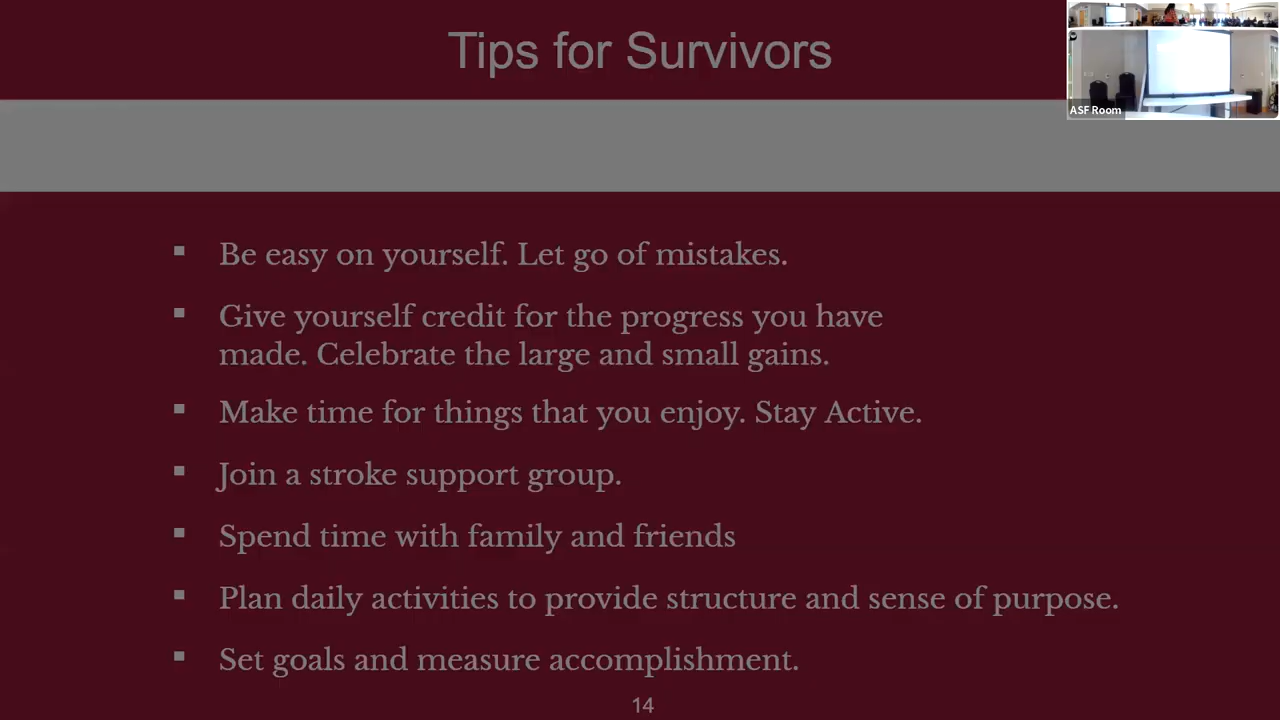 Tips for Survivors
ASF Room
▪ Be easy on yourself. Let go of mistakes.
▪ Give yourself credit for the progress you have
made. Celebrate the large and small gains.
▪ Make time for things that you enjoy. Stay Active.
▪ Join a stroke support group.
▪ Spend time with family and friends
▪ Plan daily activities to provide structure and sense of purpose.
▪ Set goals and measure accomplishment.
14